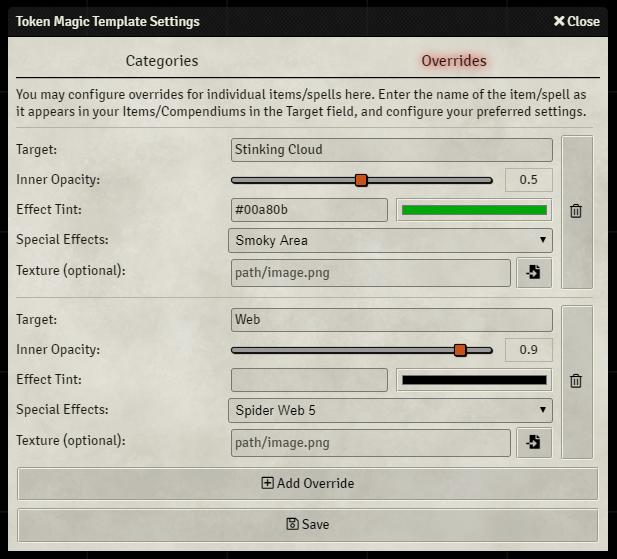 Token Magic Template Settings
Close
Categories
Overrides
You may configure overrides for individual items/spells here. Enter the name of the item/spell as
it appears in your Items/Compendiums in the Target field, and configure your preferred settings.
Target:
Stinking Cloud
Inner Opacity:
0.5
Effect Tint:
#00a80b
Special Effects:
Smoky Area
Texture (optional):
path/image.png
Target:
Web
Inner Opacity:
0.9
Effect Tint:
Special Effects:
Spider Web 5
Texture (optional):
path/image.png
Add Override
Save